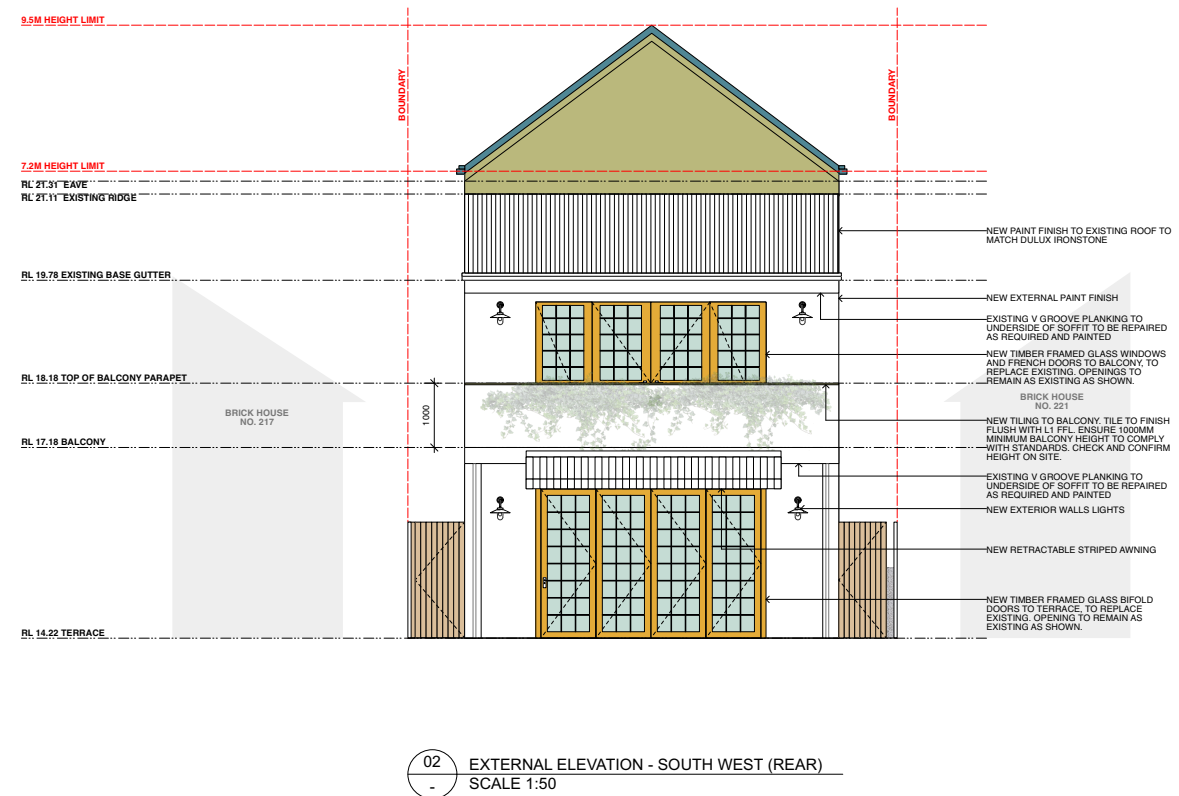 9.5M HEIGHT LIMIT
BOUNDARY
BOUNDARY
7.2M HEIGHT LIMIT
RL 21.31 EAVE
RL 21.11 EXISTING RIDGE
NEW PAINT FINISH TO EXISTING ROOF TO
MATCH DULUX IRONSTONE
RL 19.78 EXISTING BASE GUTTER
NEW EXTERNAL PAINT FINISH
EXISTING V GROOVE PLANKING TO
UNDERSIDE OF SOFFIT TO BE REPAIRED
AS REQUIRED AND PAINTED
NEW TIMBER FRAMED GLASS WINDOWS
AND FRENCH DOORS TO BALCONY, TO
REPLACE EXISTING. OPENINGS TO
REMAIN AS EXISTING AS SHOWN.
RL 18.18 TOP OF BALCONY PARAPET
BRICK HOUSE
NO. 217
1000
BRICK HOUSE
NO. 221
NEW TILING TO BALCONY. TILE TO FINISH
FLUSH WITH L1 FFL. ENSURE 1000MM
MINIMUM BALCONY HEIGHT TO COMPLY
WITH STANDARDS. CHECK AND CONFIRM
HEIGHT ON SITE.
RL 17.18 BALCONY
EXISTING V GROOVE PLANKING TO
UNDERSIDE OF SOFFIT TO BE REPAIRED
AS REQUIRED AND PAINTED
NEW EXTERIOR WALLS LIGHTS
NEW RETRACTABLE STRIPED AWNING
NEW TIMBER FRAMED GLASS BIFOLD
DOORS TO TERRACE, TO REPLACE
EXISTING. OPENING TO REMAIN AS
EXISTING AS SHOWN.
RL 14.22 TERRACE
02
-
EXTERNAL ELEVATION - SOUTH WEST (REAR)
SCALE 1:50